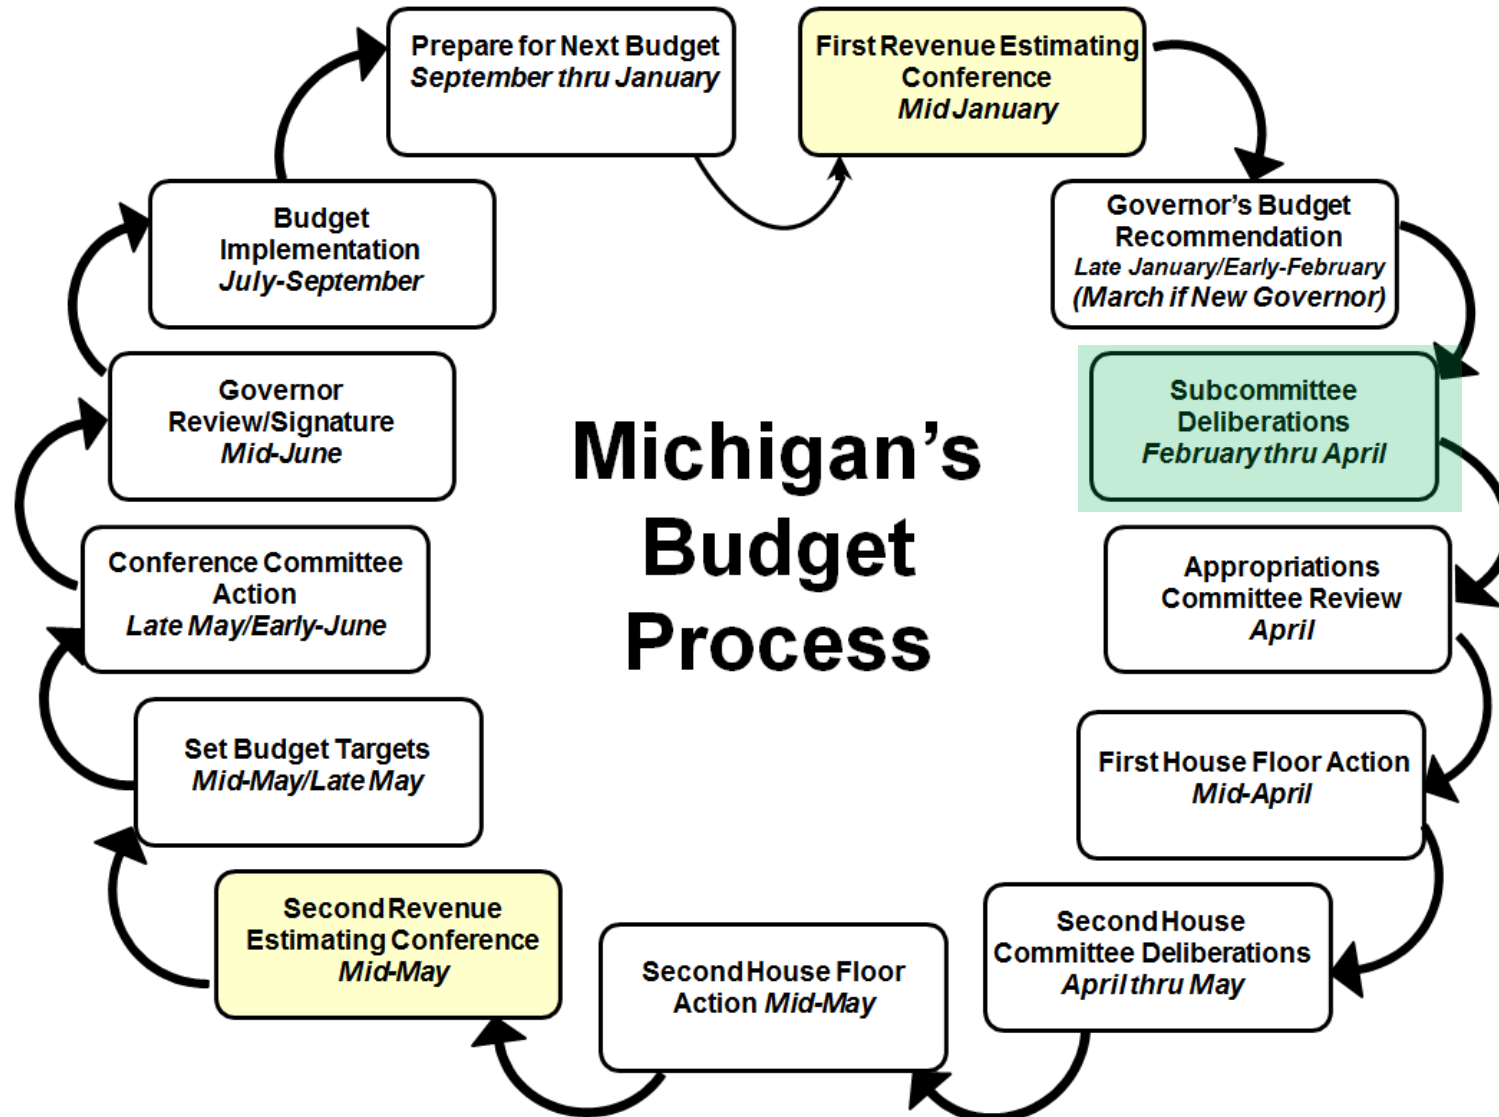 Prepare for Next Budget
September thru January
First Revenue Estimating
Conference
Mid January
Governor's Budget
Recommendation
Late January/Early-February
(March if New Governor)
Subcommittee
Deliberations
February thru April
Appropriations
Committee Review
April
First House Floor Action
Mid-April
Second House
Committee Deliberations
April thru May
Second House Floor
Action Mid-May
Second Revenue
Estimating Conference
Mid-May
Set Budget Targets
Mid-May/Late May
Conference Committee
Action
Late May/Early-June
Governor
Review/Signature
Mid-June
Budget
Implementation
July-September
Michigan's
Budget
Process